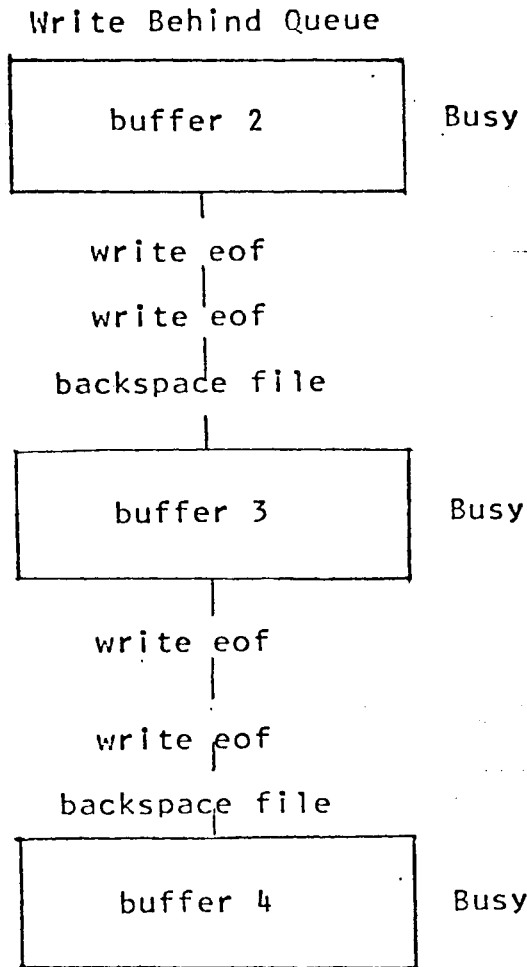 Write Behind Queue
buffer 2 Busy
write eof
write eof
backspace file
buffer 3 Busy
write eof
write eof
backspace file
buffer 4 Busy